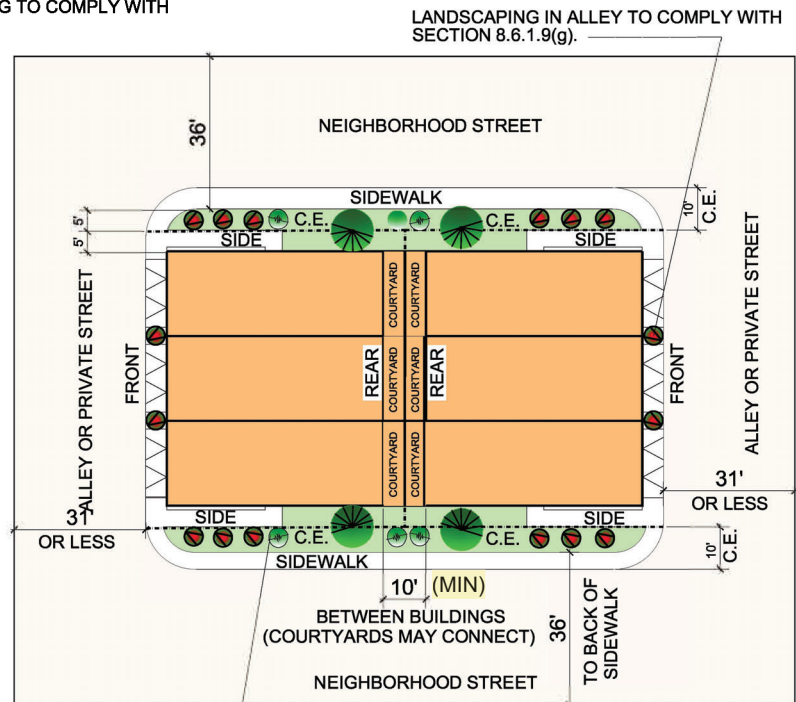 G TO COMPLY WITH
LANDSCAPING IN ALLEY TO COMPLY WITH
SECTION 8.6.1.9(g).
36'
NEIGHBORHOOD STREET
SIDEWALK
5'
5'
C.E.
C.E.
10'
C.E.
SIDE
SIDE
ALLEY OR PRIVATE STREET
FRONT
COURTYARD
COURTYARD
REAR
COURTYARD
COURTYARD
REAR
COURTYARD
COURTYARD
FRONT
ALLEY OR PRIVATE STREET
31'
OR LESS
31'
OR LESS
SIDE
SIDE
C.E.
C.E.
10'
C.E.
SIDEWALK
10' (MIN)
BETWEEN BUILDINGS
(COURTYARDS MAY CONNECT)
36'
TO BACK OF
SIDEWALK
NEIGHBORHOOD STREET